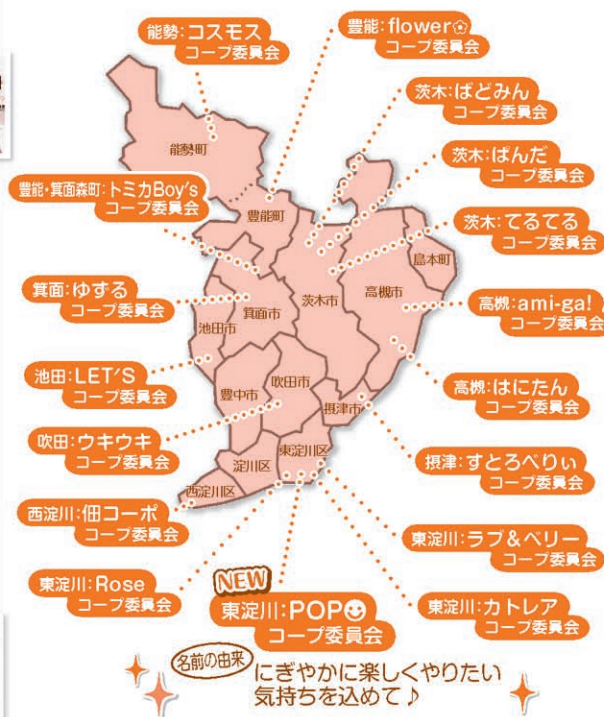 能勢:コスモス
コープ委員会
豊能:flower
コープ委員会
茨木:ばどみん
コープ委員会
茨木:ぱんだ
コープ委員会
茨木:てるてる
コープ委員会
豊能・箕面森町:トミカBoy's
コープ委員会
箕面:ゆずる
コープ委員会
高槻:ami-ga!
コープ委員会
池田:LET'S
コープ委員会
高槻:はにたん
コープ委員会
吹田:ウキウキ
コープ委員会
摂津:すとろべりぃ
コープ委員会
西淀川:佃コーポ
コープ委員会
東淀川:ラブ&ベリー
コープ委員会
東淀川:Rose
コープ委員会
NEW
東淀川:POP
コープ委員会
東淀川:カトレア
コープ委員会
能勢町
豊能町
島本町
茨木市
高槻市
箕面市
池田市
豊中市
吹田市
摂津市
淀川区
東淀川区
西淀川区
名前の由来
にぎやかに楽しくやりたい
気持ちを込めて♪